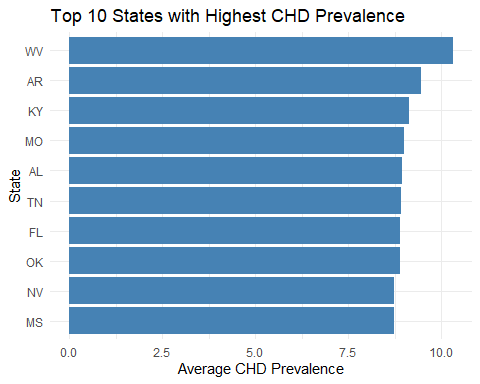 Top 10 States with Highest CHD Prevalence
WV
AR
KY
MO
AL
TN
FL
OK
NV
MS
State
0.0 2.5 5.0 7.5 10.0
Average CHD Prevalence